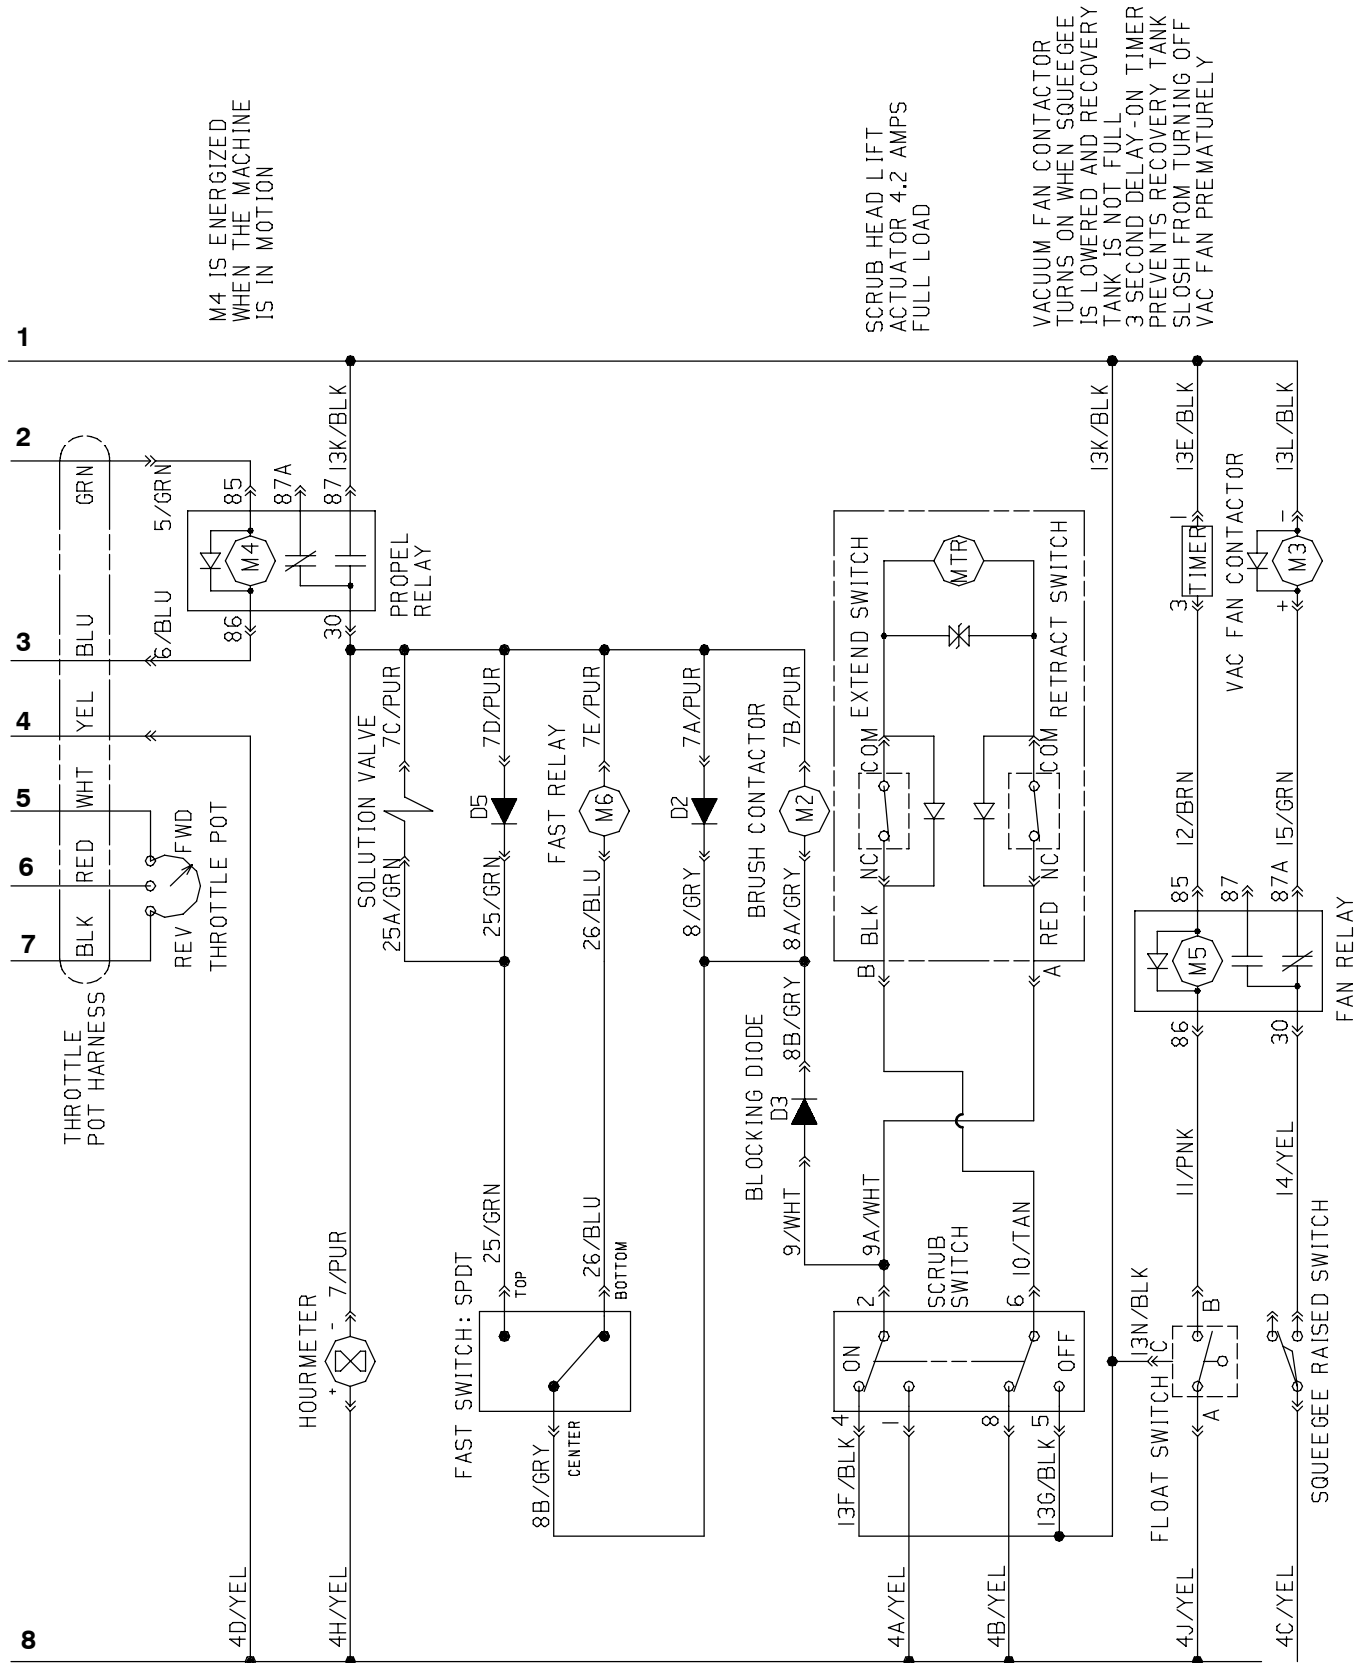 1
2
3
4
5
6
7
8
THROTTLE
POT HARNESS
BLK
RED
WHT
YEL
BLU
GRN
REV
FWD
THROTTLE POT
6/BLU
5/GRN
M4 IS ENERGIZED
WHEN THE MACHINE
IS IN MOTION
86
M4
85
87A
30
87
13K/BLK
PROPEL
RELAY
4D/YEL
4H/YEL
HOURMETER
+
-
7/PUR
SOLUTION VALVE
25A/GRN
7C/PUR
FAST SWITCH: SPDT
8B/GRY
CENTER
TOP
BOTTOM
25/GRN
25/GRN
D5
7D/PUR
26/BLU
26/BLU
FAST RELAY
M6
7E/PUR
8/GRY
D2
7A/PUR
BRUSH CONTACTOR
8A/GRY
M2
7B/PUR
BLOCKING DIODE
9/WHT
D3
8B/GRY
SCRUB HEAD LIFT
ACTUATOR 4.2 AMPS
FULL LOAD
EXTEND SWITCH
B
BLK
NC
COM
MTR
A
RED
NC
COM
RETRACT SWITCH
9A/WHT
SCRUB
SWITCH
10/TAN
2
6
ON
OFF
4
1
8
5
13F/BLK
13G/BLK
4A/YEL
4B/YEL
13K/BLK
13N/BLK
FLOAT SWITCH
A
B
C
4J/YEL
11/PNK
86
M5
85
87
30
87A
FAN RELAY
12/BRN
3
TIMER
1
13E/BLK
VAC FAN CONTACTOR
4C/YEL
SQUEEGEE RAISED SWITCH
14/YEL
15/GRN
+
M3
-
13L/BLK
VACUUM FAN CONTACTOR
TURNS ON WHEN SQUEEGEE
IS LOWERED AND RECOVERY
TANK IS NOT FULL
3 SECOND DELAY-ON TIMER
PREVENTS RECOVERY TANK
SLOSH FROM TURNING OFF
VAC FAN PREMATURELY